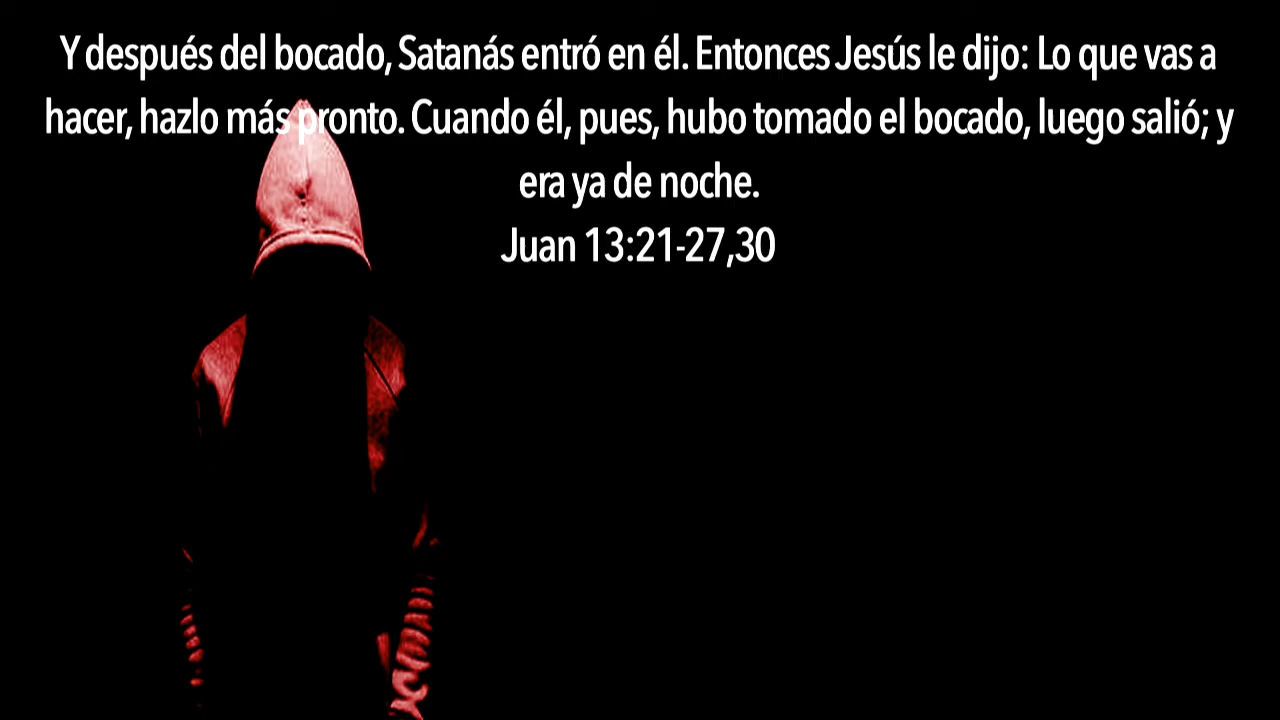 Y después del bocado, Satanás entró en él. Entonces Jesús le dijo: Lo que vas a
hacer, hazlo más pronto. Cuando él, pues, hubo tomado el bocado, luego salió; y
era ya de noche.
Juan 13:21-27,30